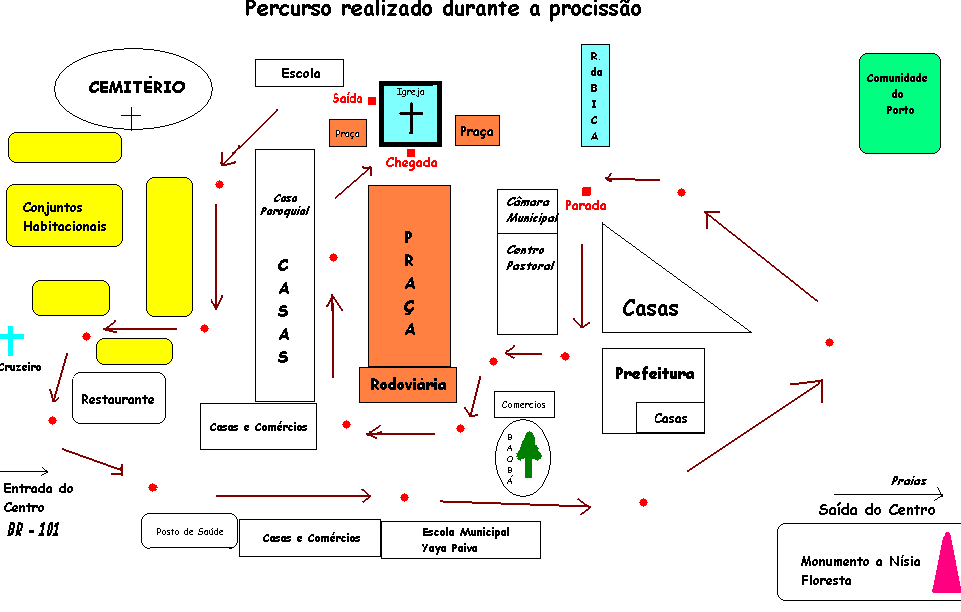 Percurso realizado durante a procissão
CEMITÉRIO
Escola
Saída
Igreja
Praça
Praça
Chegada
R.
da
B
I
C
A
Comunidade
do
Porto
Conjuntos
Habitacionais
Casa
Paroquial
C
A
S
A
S
P
R
A
Ç
A
Rodoviária
Câmara
Municipal
Centro
Pastoral
Parada
Casas
Prefeitura
Casas
Cruzeiro
Restaurante
Casas e Comércios
Comercios
B
A
O
B
Á
Entrada do
Centro
BR - 101
Posto de Saúde
Casas e Comércios
Escola Municipal
Yaya Paiva
Praias
Saída do Centro
Monumento a Nísia
Floresta